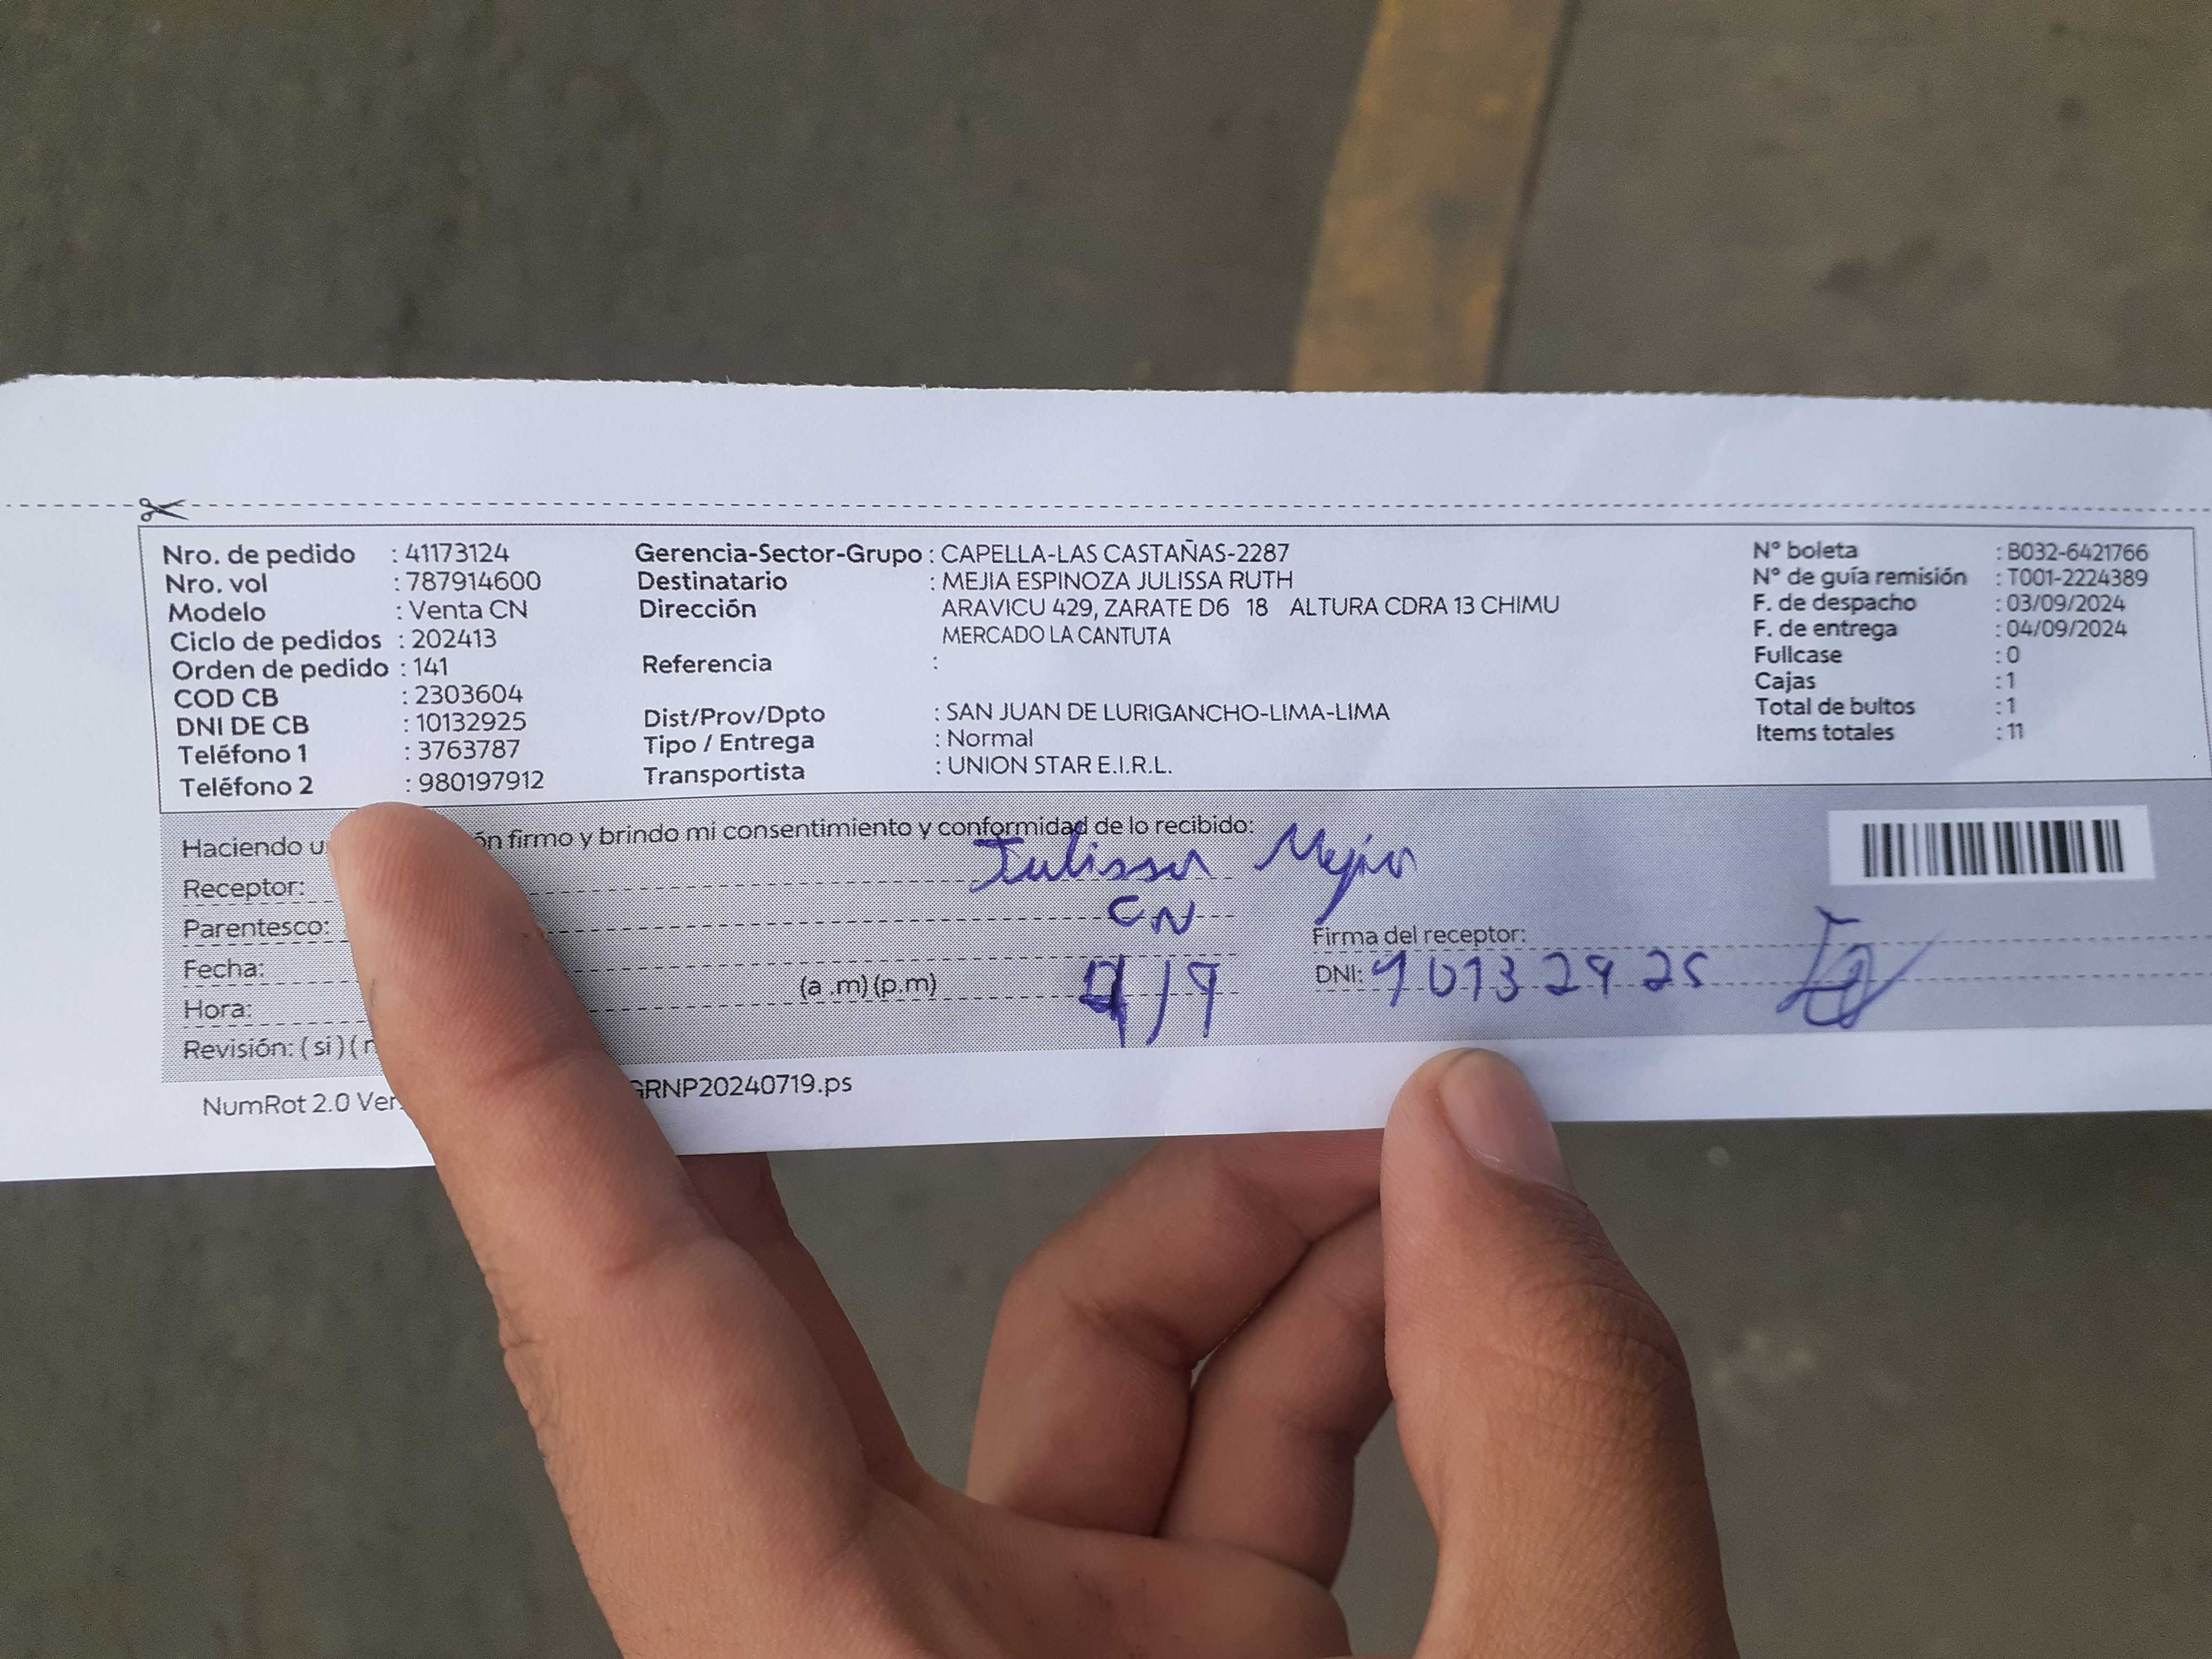 Nro. de pedido : 41173124
Nro. vol : 787914600
Modelo : Venta CN
Ciclo de pedidos : 202413
Orden de pedido : 141
COD CB : 2303604
DNI DE CB : 10132925
Teléfono 1 : 3763787
Teléfono 2 : 980197912
Gerencia-Sector-Grupo : CAPELLA-LAS CASTAÑAS-2287
Destinatario : MEJIA ESPINOZA JULISSA RUTH
Dirección ARAVICU 429, ZARATE D6 18 ALTURA CDRA 13 CHIMU
MERCADO LA CANTUTA
Referencia :
Dist/Prov/Dpto : SAN JUAN DE LURIGANCHO-LIMA-LIMA
Tipo / Entrega : Normal
Transportista : UNION STAR E.I.R.L.
N° boleta : B032-6421766
N° de guía remisión : T001-2224389
F. de despacho : 03/09/2024
F. de entrega : 04/09/2024
Fullcase : 0
Cajas : 1
Total de bultos : 1
Items totales : 11
Haciendo firmo y brindo mi consentimiento y conformidad de lo recibido:
Receptor: Julissa Mejia
Parentesco: CN
Firma del receptor:
Fecha: 4/9
DNI: 10132925
Hora: (a .m) (p.m)
Revisión: ( si ) (
NumRot 2.0 GRNP20240719.ps